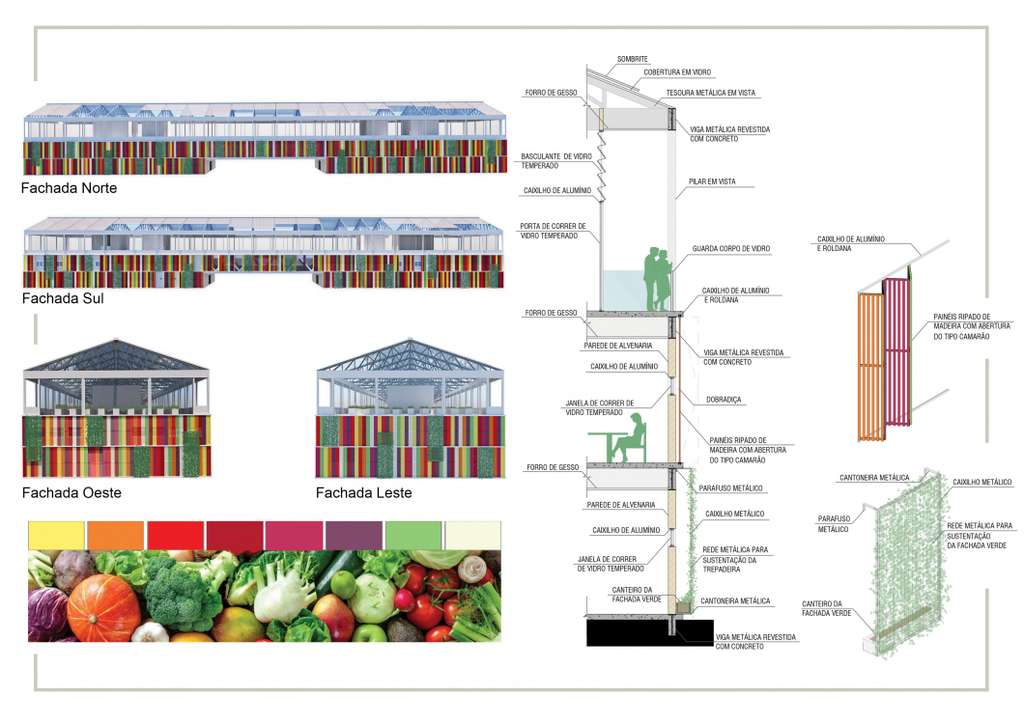 Fachada Norte
Fachada Sul
Fachada Oeste
Fachada Leste
SOMBRITE
COBERTURA EM VIDRO
FORRO DE GESSO
TESOURA METÁLICA EM VISTA
VIGA METÁLICA REVESTIDA
COM CONCRETO
BASCULANTE DE VIDRO
TEMPERADO
CAIXILHO DE ALUMÍNIO
PILAR EM VISTA
PORTA DE CORRER DE
VIDRO TEMPERADO
GUARDA CORPO DE VIDRO
CAIXILHO DE ALUMÍNIO
E ROLDANA
FORRO DE GESSO
PAREDE DE ALVENARIA
VIGA METÁLICA REVESTIDA
COM CONCRETO
CAIXILHO DE ALUMÍNIO
JANELA DE CORRER DE
VIDRO TEMPERADO
DOBRADIÇA
PAINÉIS RIPADO DE
MADEIRA COM ABERTURA
DO TIPO CAMARÃO
FORRO DE GESSO
PARAFUSO METÁLICO
PAREDE DE ALVENARIA
CAIXILHO METÁLICO
CAIXILHO DE ALUMÍNIO
JANELA DE CORRER
DE VIDRO TEMPERADO
REDE METÁLICA PARA
SUSTENTAÇÃO DA
TREPADEIRA
CANTEIRO DA
FACHADA VERDE
CANTONEIRA METÁLICA
VIGA METÁLICA REVESTIDA
COM CONCRETO
CAIXILHO DE ALUMÍNIO
E ROLDANA
PAINÉIS RIPADO DE
MADEIRA COM ABERTURA
DO TIPO CAMARÃO
CANTONEIRA METÁLICA
CAIXILHO METÁLICO
PARAFUSO
METÁLICO
REDE METÁLICA PARA
SUSTENTAÇÃO
DA FACHADA VERDE
CANTEIRO DA
FACHADA VERDE